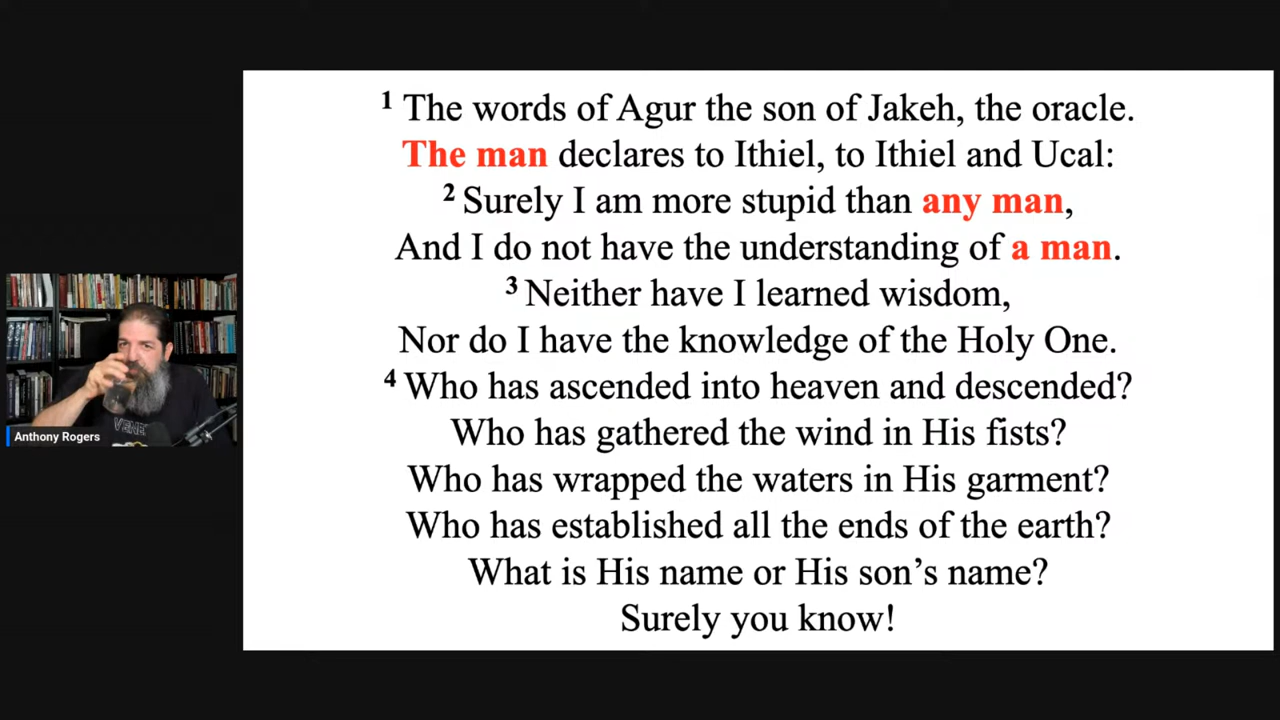 1 The words of Agur the son of Jakeh, the oracle.
The man declares to Ithiel, to Ithiel and Ucal:
2 Surely I am more stupid than any man,
And I do not have the understanding of a man.
3 Neither have I learned wisdom,
Nor do I have the knowledge of the Holy One.
4 Who has ascended into heaven and descended?
Who has gathered the wind in His fists?
Who has wrapped the waters in His garment?
Who has established all the ends of the earth?
What is His name or His son’s name?
Surely you know!
Anthony Rogers